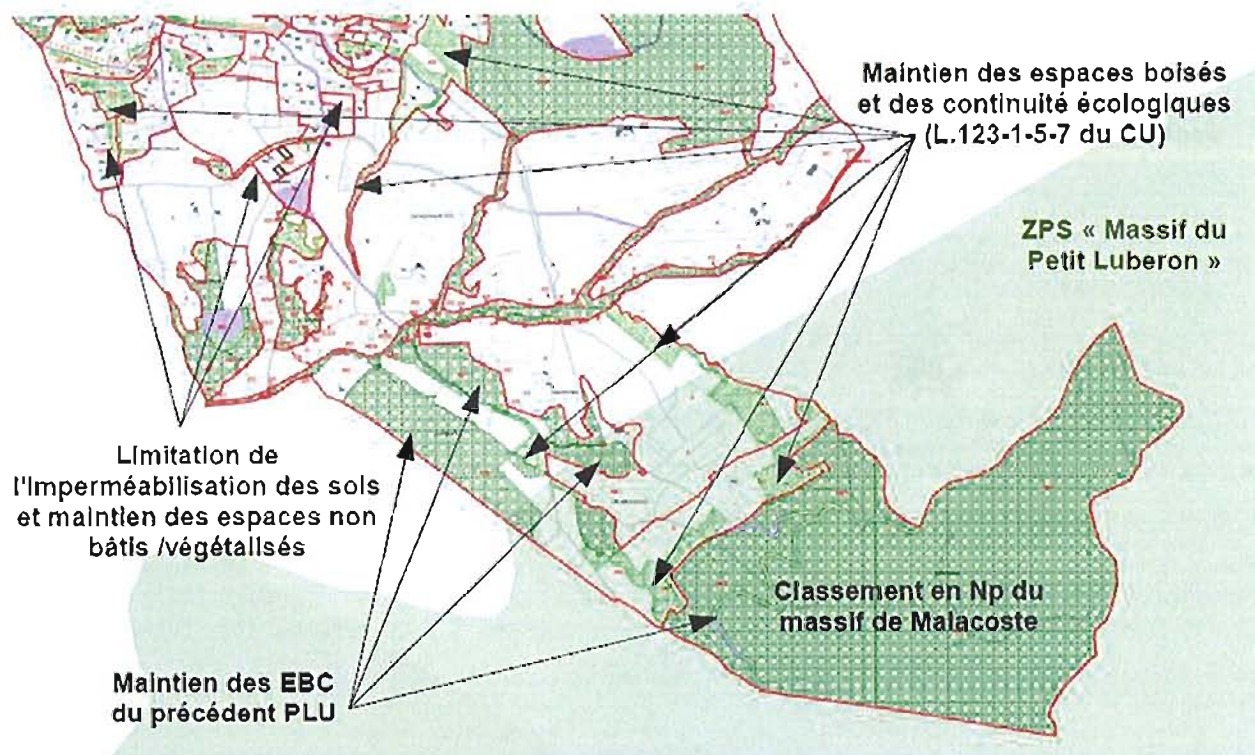 Maintien des espaces boisés
et des continuité écologiques
(L.123-1-5-7 du CU)
ZPS « Massif du
Petit Luberon »
Limitation de
l'Imperméabilisation des sols
et maintien des espaces non
bâtis /végétalisés
Classement en Np du
massif de Malacoste
Maintien des EBC
du précédent PLU